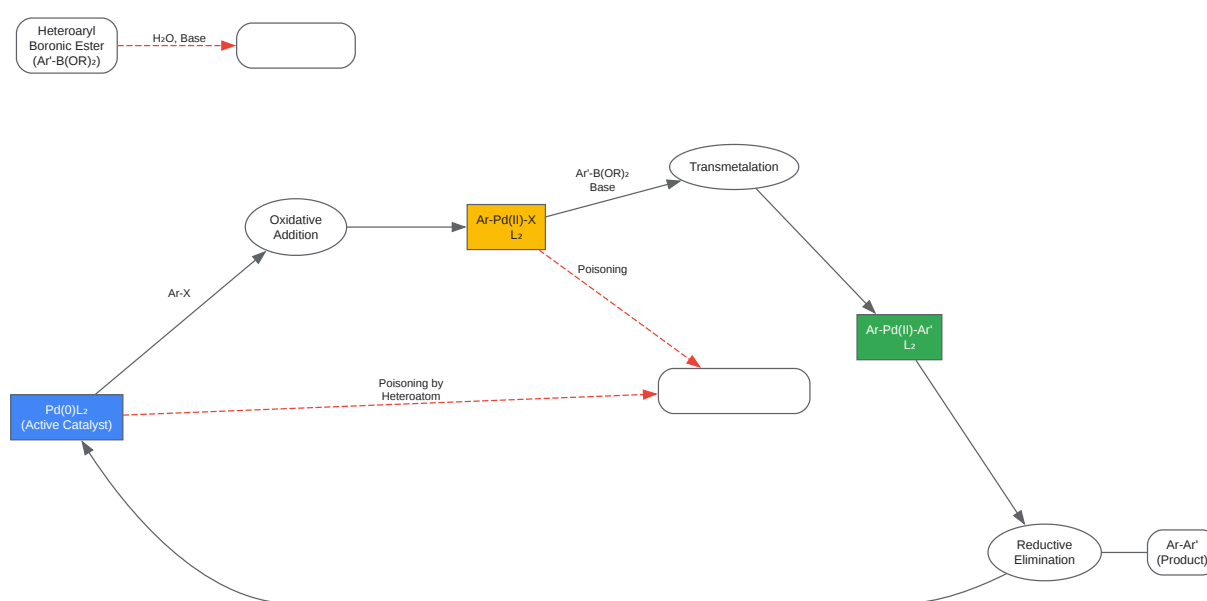 Heteroaryl
Boronic Ester
(Ar'-B(OR)₂)
H₂O, Base
Ar'-B(OR)₂
Base
Transmetalation
Oxidative
Addition
Ar-Pd(II)-X
L₂
Poisoning
Ar-X
Ar-Pd(II)-Ar'
L₂
Poisoning by
Heteroatom
Pd(0)L₂
(Active Catalyst)
Reductive
Elimination
Ar-Ar'
(Product)